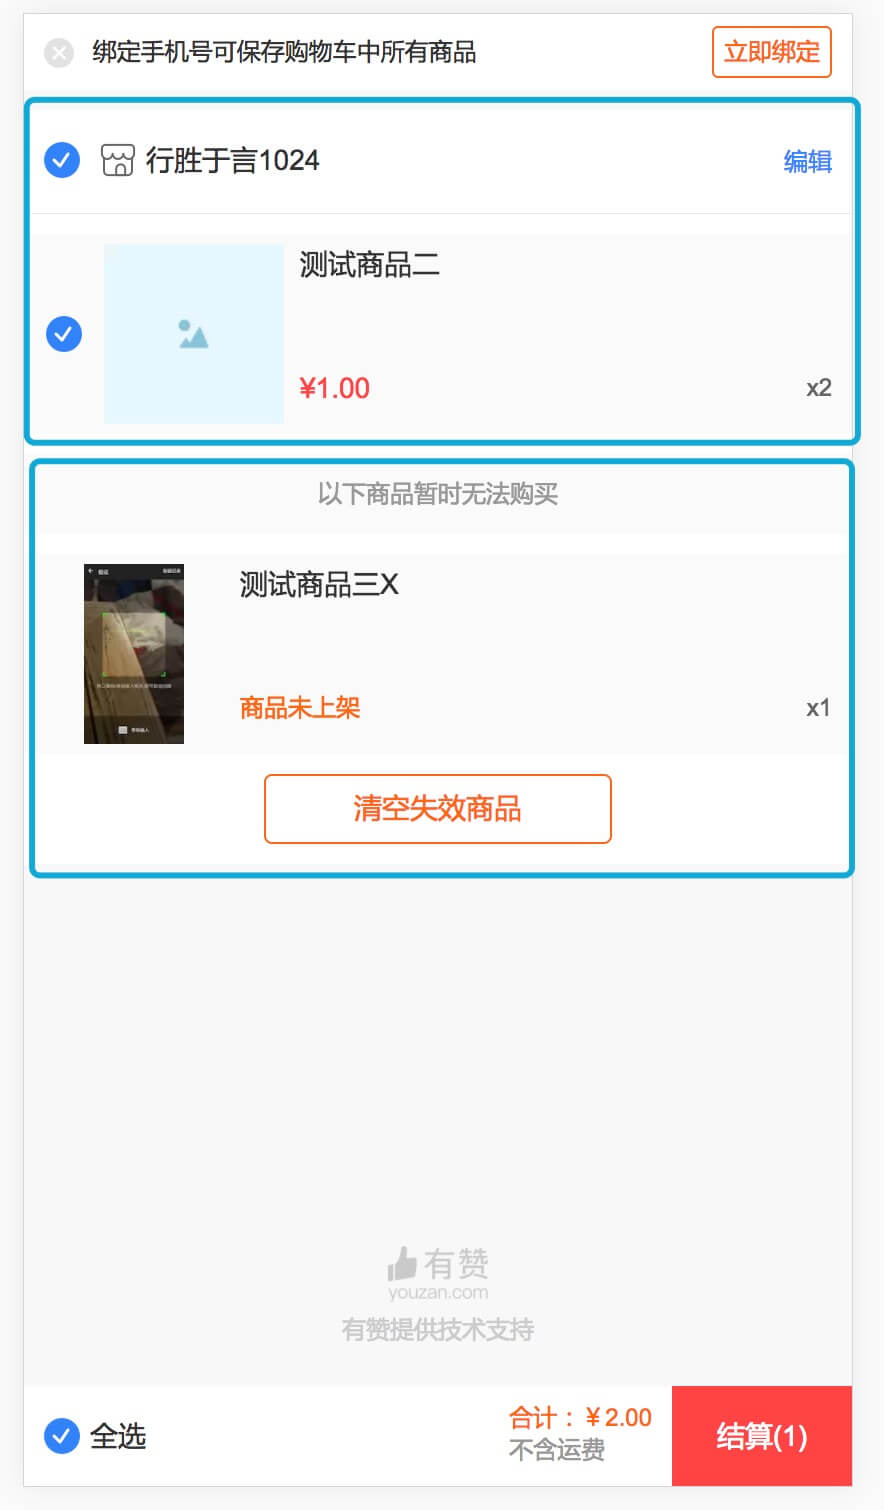 绑定手机号可保存购物车中所有商品
立即绑定
行胜于言1024
编辑
测试商品二
¥1.00
x2
以下商品暂时无法购买
测试商品三X
商品未上架
x1
清空失效商品
有赞
youzan.com
有赞提供技术支持
全选
合计：￥2.00
不含运费
结算(1)